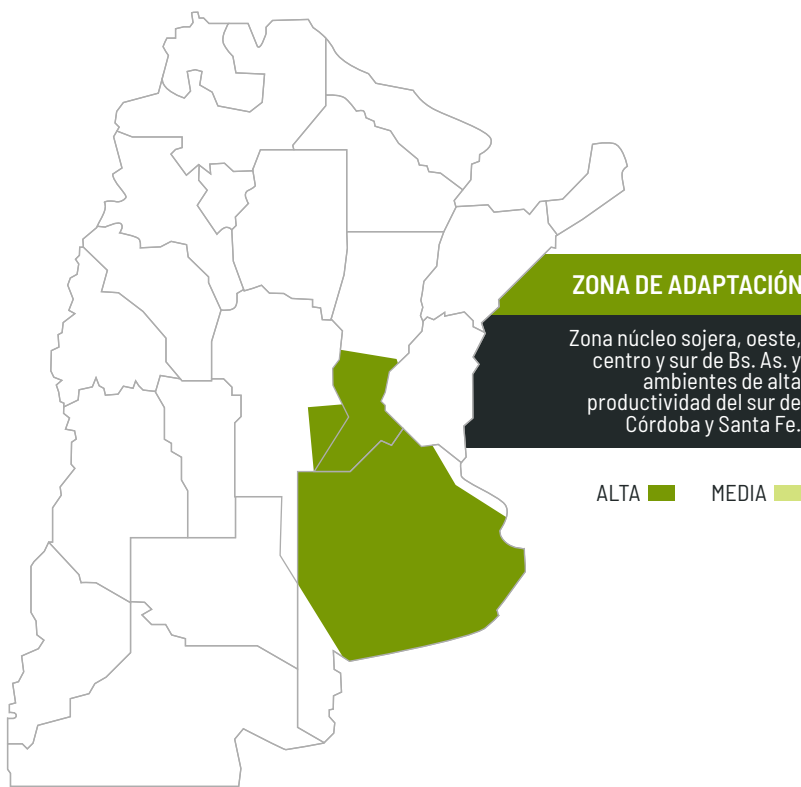 ZONA DE ADAPTACIÓN
Zona núcleo sojera, oeste,
centro y sur de Bs. As. y
ambientes de alta
productividad del sur de
Córdoba y Santa Fe.
ALTA MEDIA